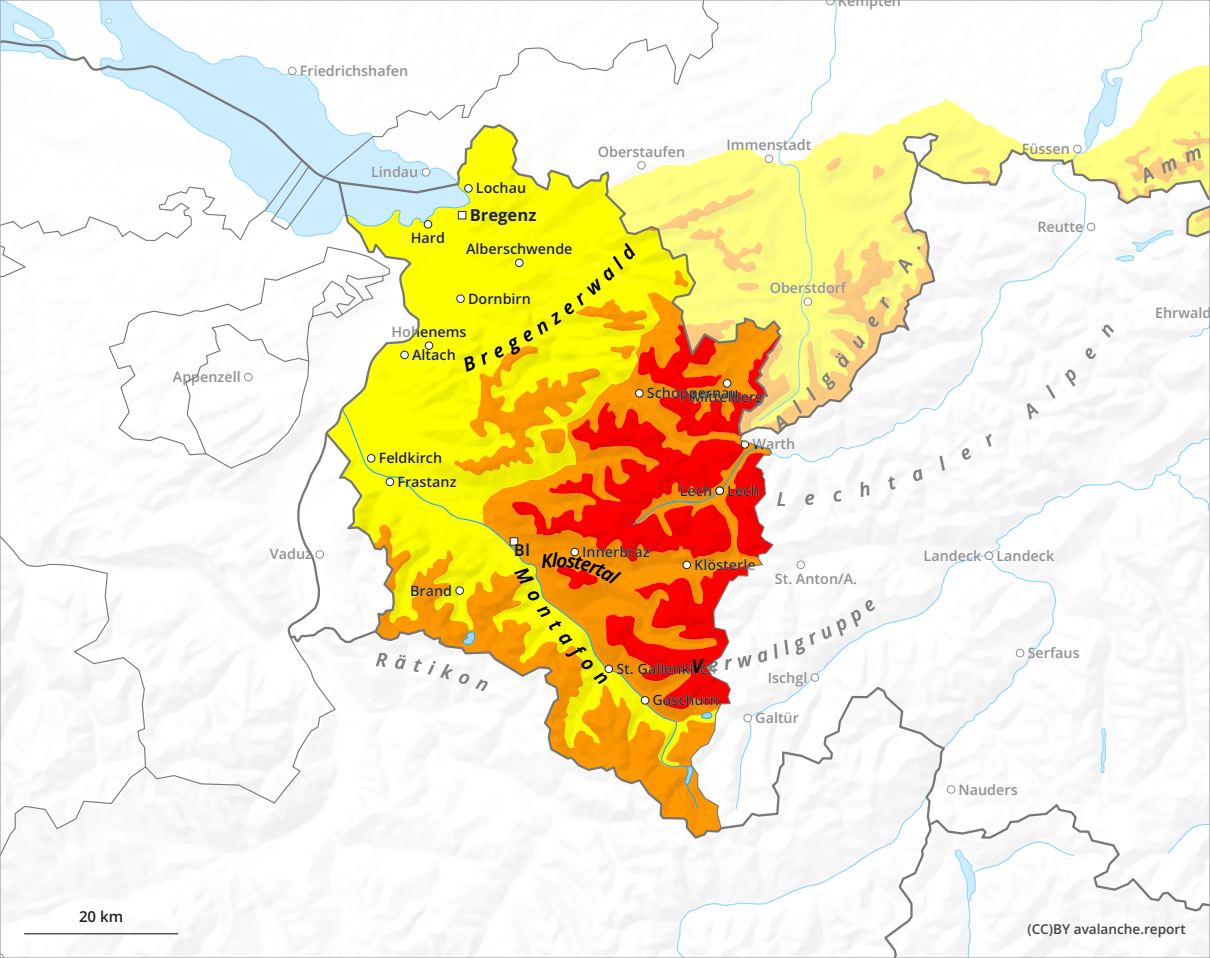 Kempten
Friedrichshafen
Immenstadt
Füssen
Oberstaufen
Lindau
Lochau
Bregenz
Hard
Alberschwende
Reutte
Amm
Dornbirn
Bregenzerwald
Oberstdorf
Hohenems
Altach
Ehrwald
Appenzell
Allgäuer A.
Schoppernau
Mittelberg
Lechtaler Alpen
Warth
Feldkirch
Frastanz
Lech
Lech
Vaduz
Bl
Innerbraz
Klostertal
Klösterle
St. Anton/A.
Landeck
Landeck
Brand
Montafon
Verwallgruppe
Rätikon
St. Gallenkirch
Serfaus
Ischgl
Gaschurn
Galtür
Nauders
20 km
(CC)BY avalanche.report